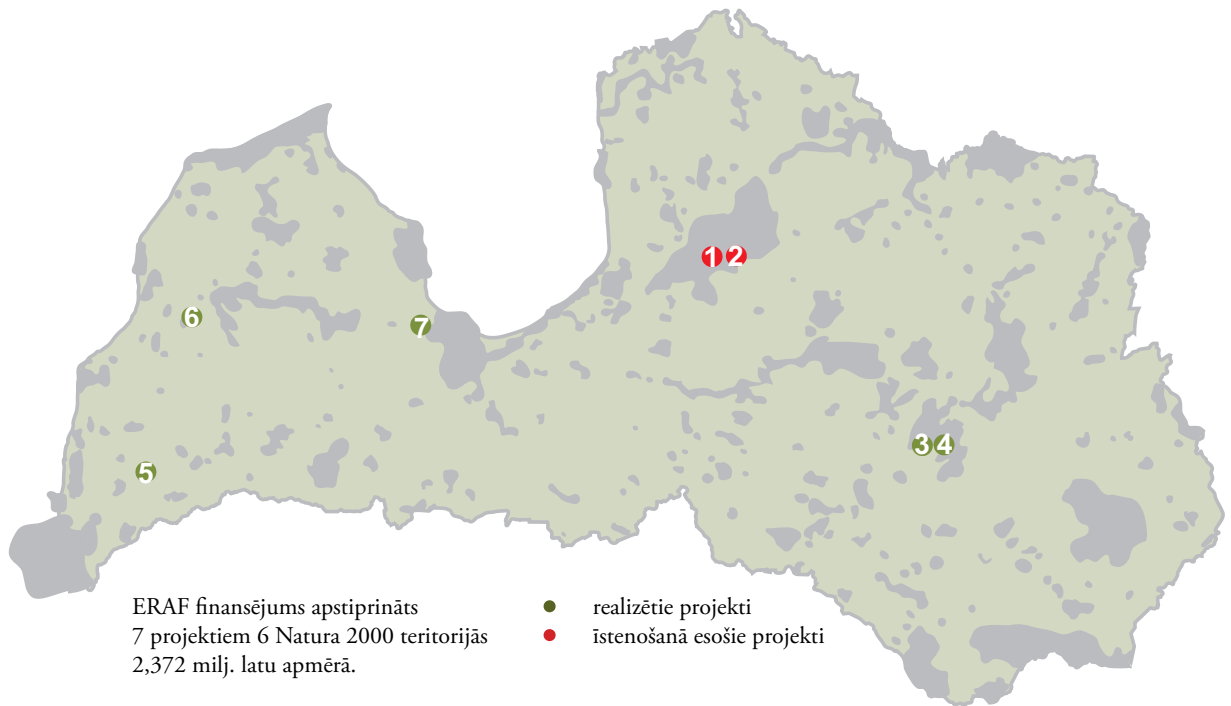 1 2
6
7
3 4
5
ERAF finansējums apstiprināts
7 projektiem 6 Natura 2000 teritorijās
2,372 milj. latu apmērā.
realizētie projekti
īstenošanā esošie projekti